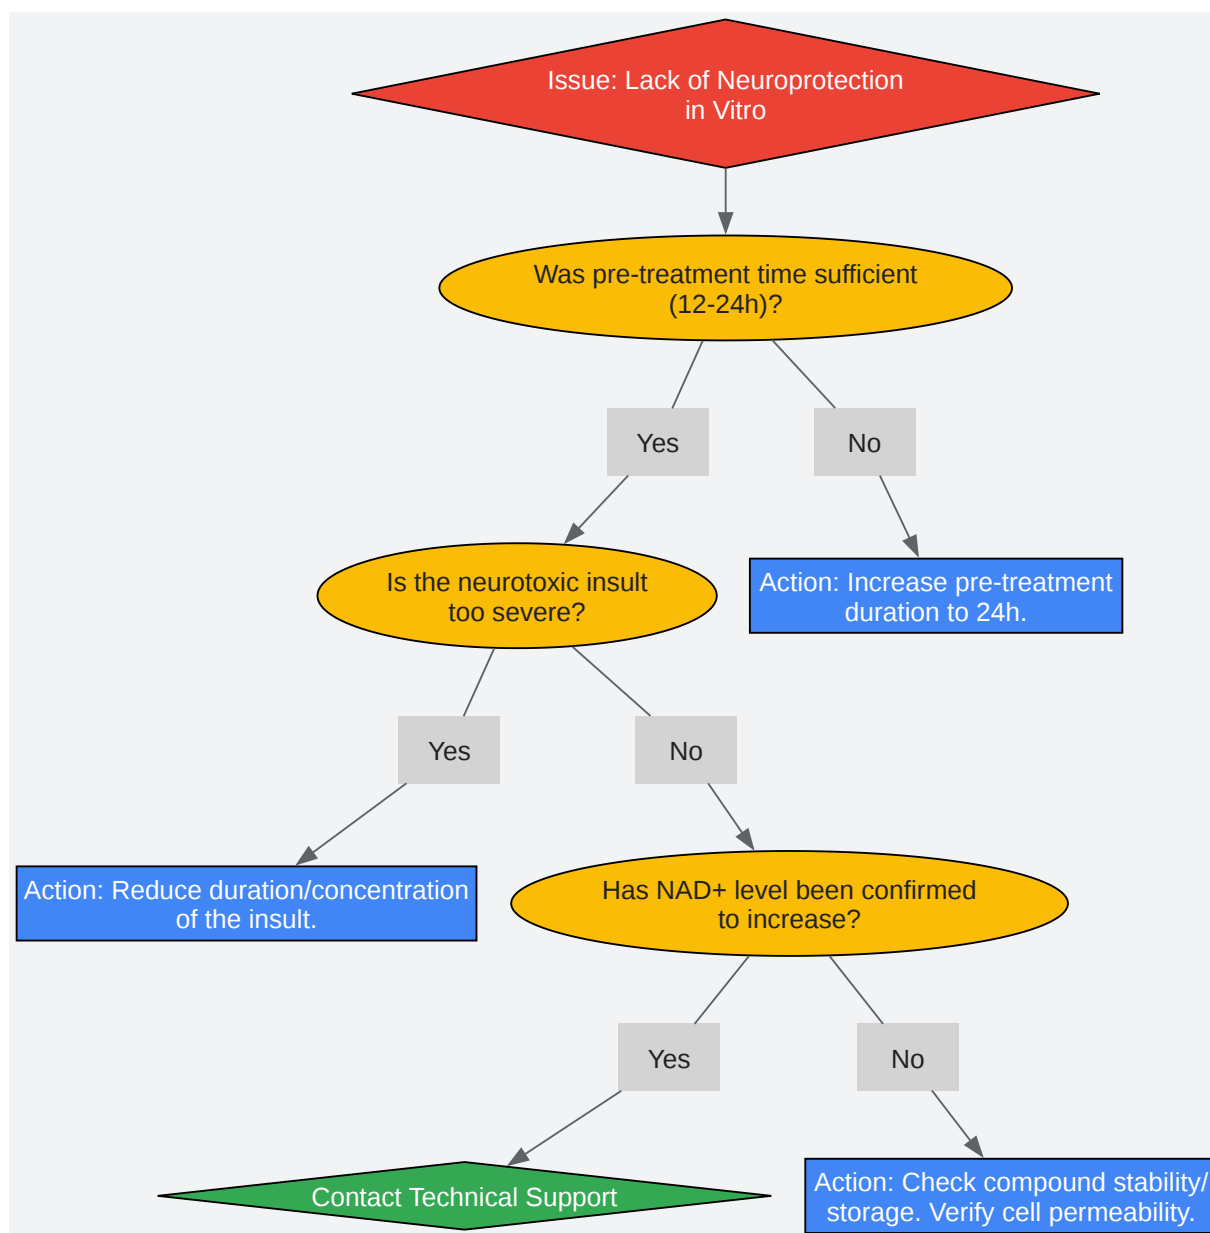 Issue: Lack of Neuroprotection
in Vitro
Was pre-treatment time sufficient
(12-24h)?
Yes
No
Is the neurotoxic insult
too severe?
Action: Increase pre-treatment
duration to 24h.
Yes
No
Action: Reduce duration/concentration
of the insult.
Has NAD+ level been confirmed
to increase?
Yes
No
Contact Technical Support
Action: Check compound stability/
storage. Verify cell permeability.